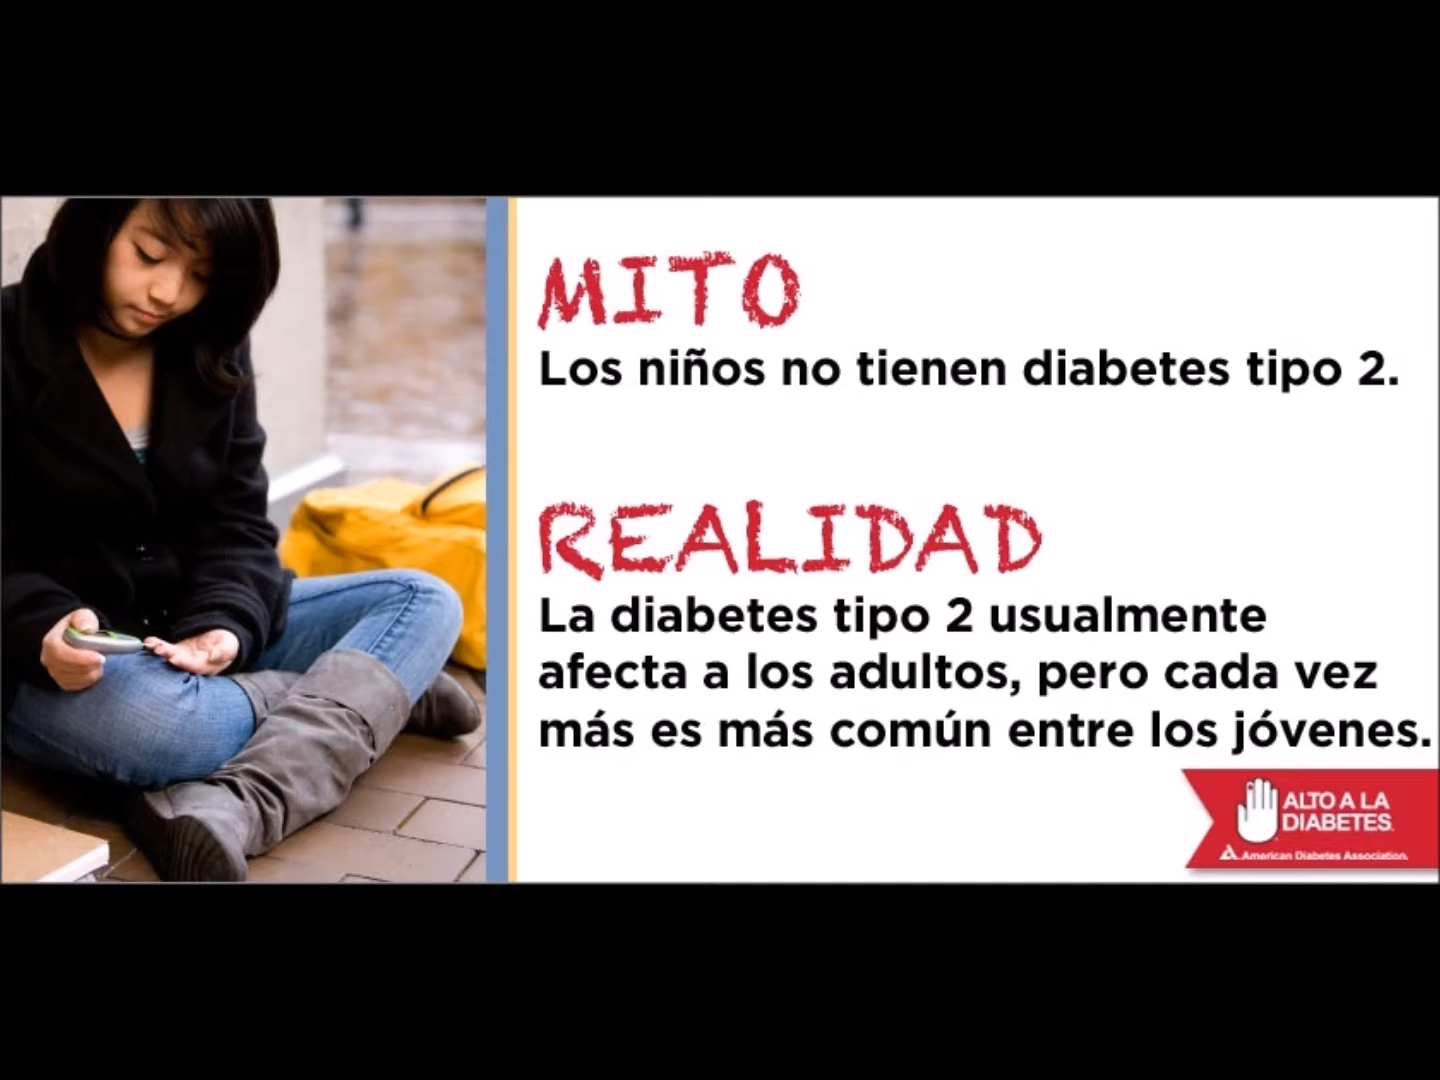 MITO
Los niños no tienen diabetes tipo 2.
REALIDAD
La diabetes tipo 2 usualmente
afecta a los adultos, pero cada vez
más es más común entre los jóvenes.
ALTO A LA
DIABETES.
American Diabetes Association.